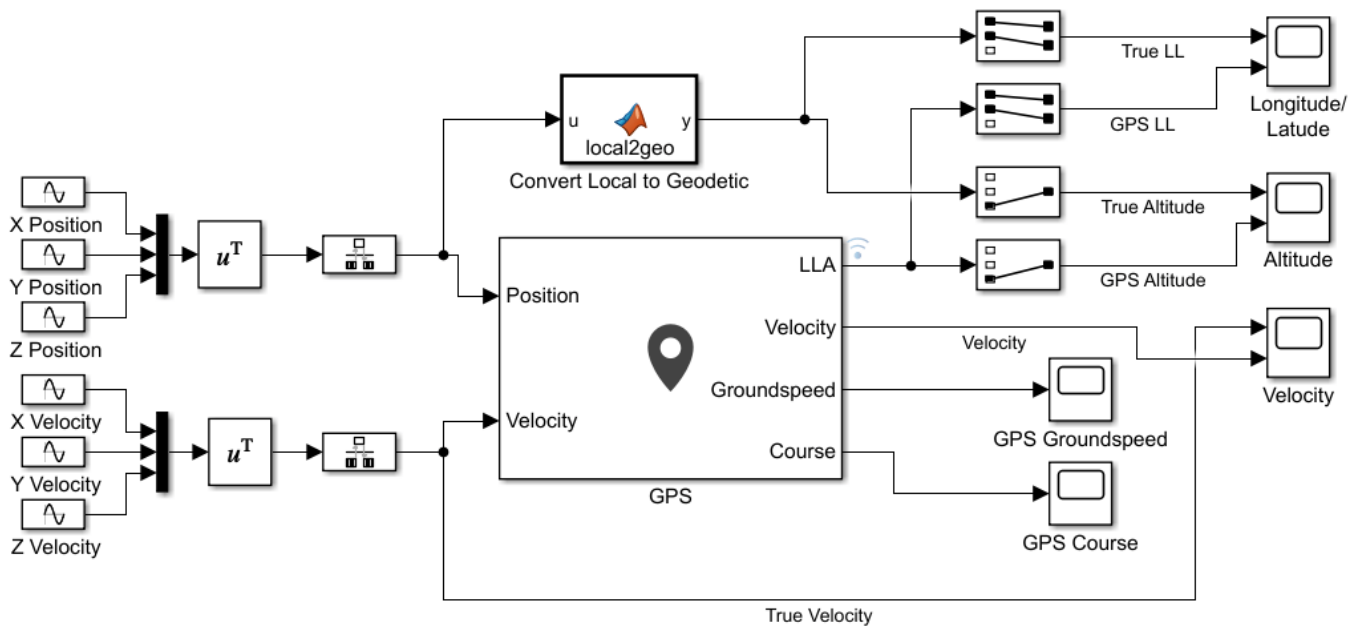 True LL
GPS LL
Longitude/
Latude
u
y
local2geo
Convert Local to Geodetic
X Position
Y Position
Z Position
uT
True Altitude
GPS Altitude
Altitude
LLA
Position
Velocity
Groundspeed
Velocity
Course
GPS
Velocity
Velocity
GPS Groundspeed
GPS Course
X Velocity
Y Velocity
Z Velocity
uT
True Velocity